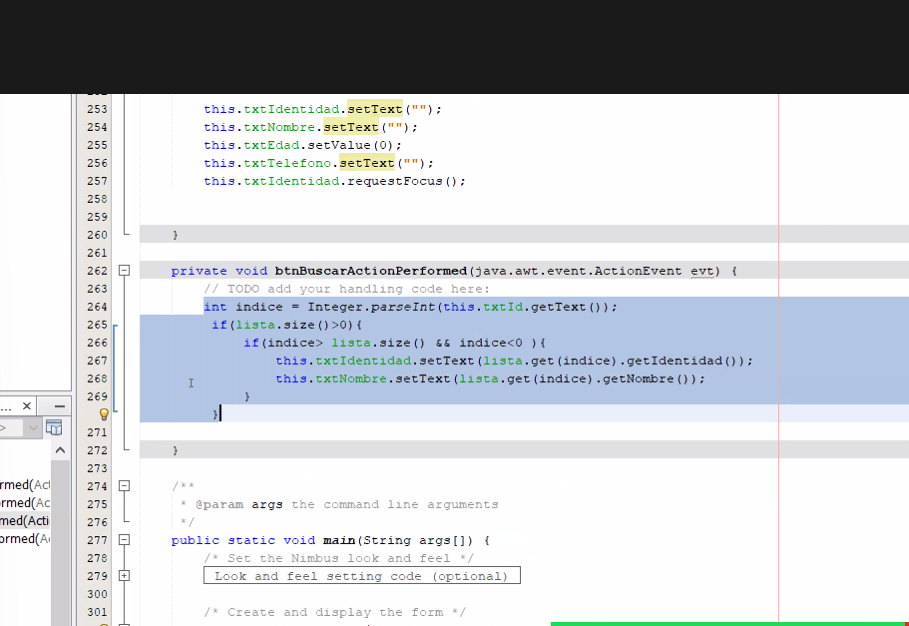 253 this.txtIdentidad.setText("");
254 this.txtNombre.setText("");
255 this.txtEdad.setValue(0);
256 this.txtTelefono.setText("");
257 this.txtIdentidad.requestFocus();
258
259
260 }
261
262 private void btnBuscarActionPerformed(java.awt.event.ActionEvent evt) {
263 // TODO add your handling code here:
264 int indice = Integer.parseInt(this.txtId.getText());
265 if(lista.size()>0){
266 if(indice> lista.size() && indice<0 ){
267 this.txtIdentidad.setText(lista.get(indice).getIdentidad());
268 this.txtNombre.setText(lista.get(indice).getNombre());
269 }
}
271
272 }
273
274 /**
275 * @param args the command line arguments
276 */
277 public static void main(String args[]) {
278 /* Set the Nimbus look and feel */
279 Look and feel setting code (optional)
300
301 /* Create and display the form */
... ×
>
rmed(Act
ormed(Ac
med(Acti
ormed(A